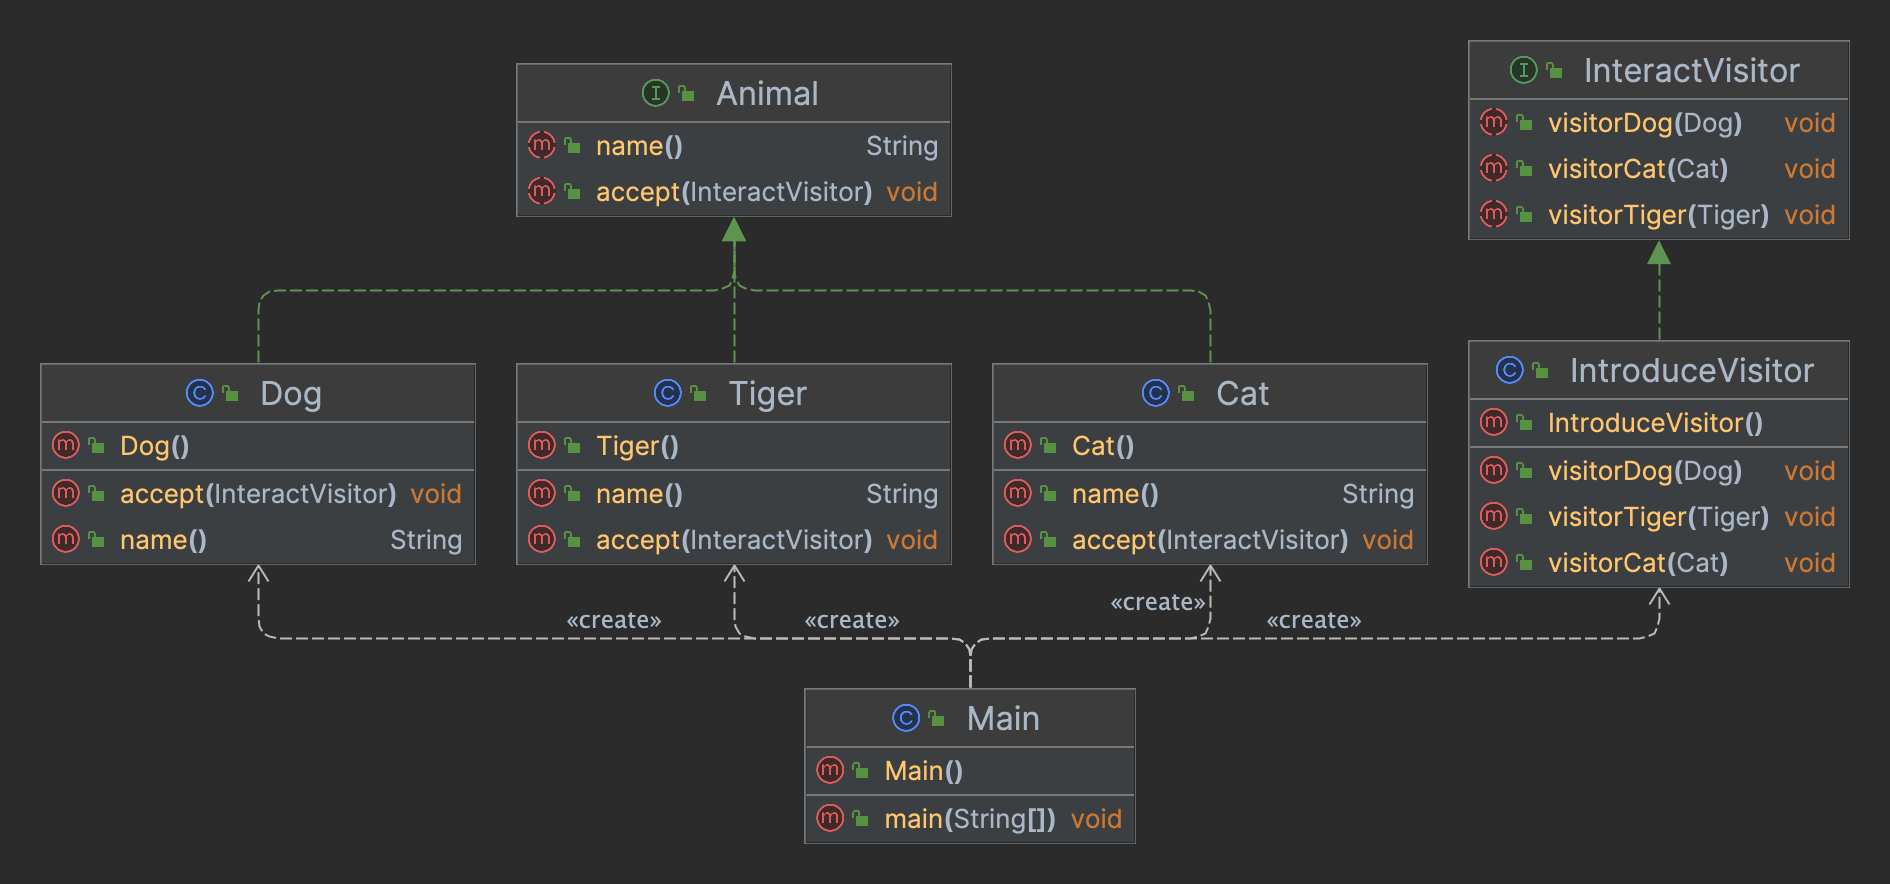 Animal
name() String
accept(InteractVisitor) void
InteractVisitor
visitorDog(Dog) void
visitorCat(Cat) void
visitorTiger(Tiger) void
Dog
Dog()
accept(InteractVisitor) void
name() String
Tiger
Tiger()
name() String
accept(InteractVisitor) void
Cat
Cat()
name() String
accept(InteractVisitor) void
IntroduceVisitor
IntroduceVisitor()
visitorDog(Dog) void
visitorTiger(Tiger) void
visitorCat(Cat) void
«create»
«create»
«create»
«create»
Main
Main()
main(String[]) void